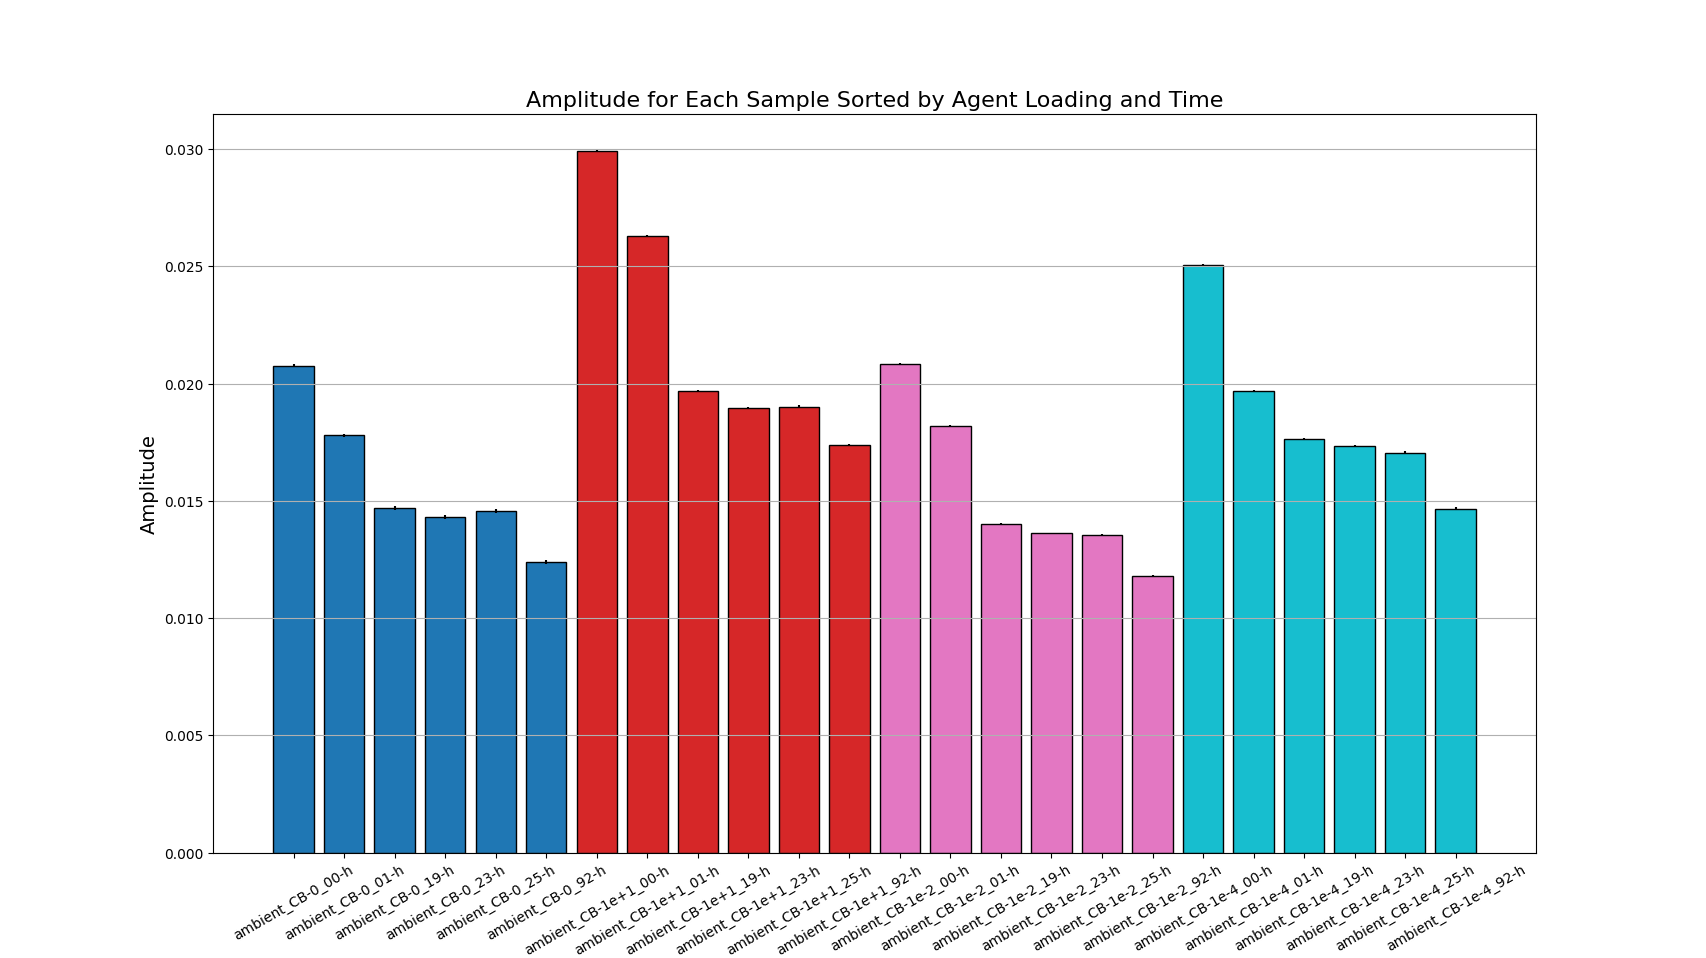 Amplitude for Each Sample Sorted by Agent Loading and Time
Amplitude
0.030
0.025
0.020
0.015
0.010
0.005
0.000
ambient_CB-0_00-h
ambient_CB-0_01-h
ambient_CB-0_19-h
ambient_CB-0_23-h
ambient_CB-0_25-h
ambient_CB-0_92-h
ambient_CB-1e+1_00-h
ambient_CB-1e+1_01-h
ambient_CB-1e+1_19-h
ambient_CB-1e+1_23-h
ambient_CB-1e+1_25-h
ambient_CB-1e+1_92-h
ambient_CB-1e-2_00-h
ambient_CB-1e-2_01-h
ambient_CB-1e-2_19-h
ambient_CB-1e-2_23-h
ambient_CB-1e-2_25-h
ambient_CB-1e-2_92-h
ambient_CB-1e-4_00-h
ambient_CB-1e-4_01-h
ambient_CB-1e-4_19-h
ambient_CB-1e-4_23-h
ambient_CB-1e-4_25-h
ambient_CB-1e-4_92-h